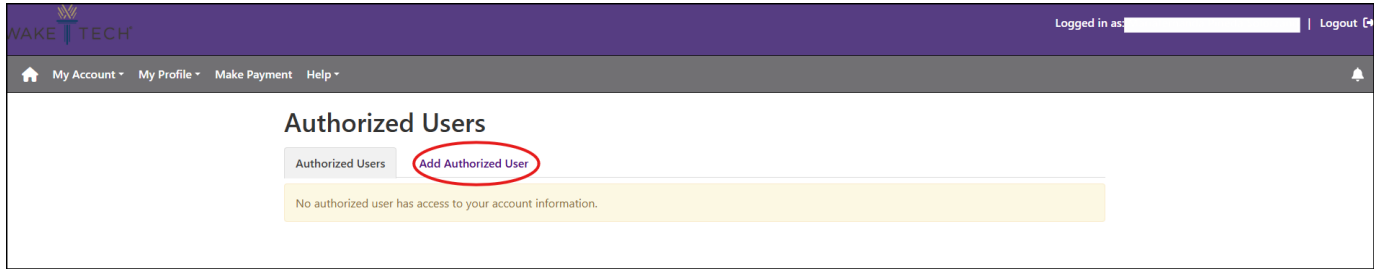 WAKE TECH
Logged in as: | Logout
My Account My Profile Make Payment Help
Authorized Users
Authorized Users Add Authorized User
No authorized user has access to your account information.